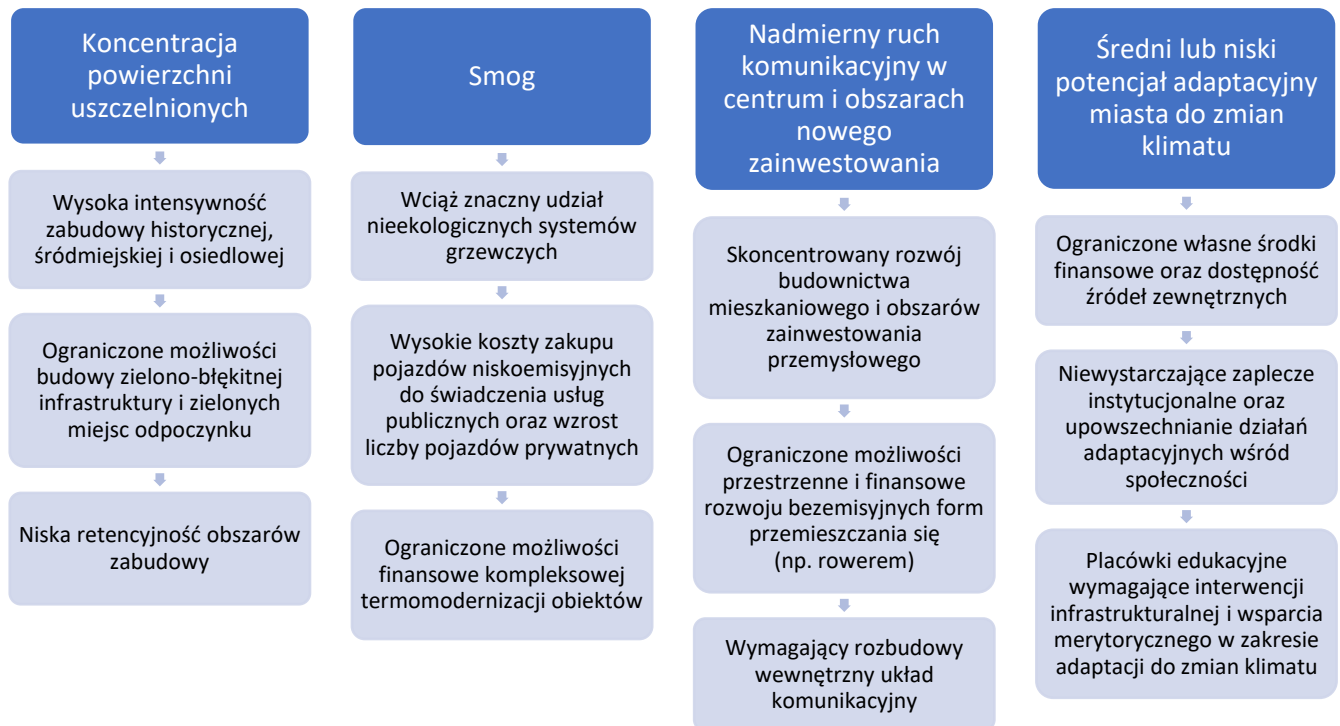 Koncentracja
powierzchni
uszczelnionych
Wysoka intensywność
zabudowy historycznej,
śródmiejskiej i osiedlowej
Ograniczone możliwości
budowy zielono-błękitnej
infrastruktury i zielonych
miejsc odpoczynku
Niska retencyjność obszarów
zabudowy
Smog
Wciąż znaczny udział
nieekologicznych systemów
grzewczych
Wysokie koszty zakupu
pojazdów niskoemisyjnych
do świadczenia usług
publicznych oraz wzrost
liczby pojazdów prywatnych
Ograniczone możliwości
finansowe kompleksowej
termomodernizacji obiektów
Nadmierny ruch
komunikacyjny w
centrum i obszarach
nowego
zainwestowania
Skoncentrowany rozwój
budownictwa
mieszkaniowego i obszarów
zainwestowania
przemysłowego
Ograniczone możliwości
przestrzenne i finansowe
rozwoju bezemisyjnych form
przemieszczania się
(np. rowerem)
Wymagający rozbudowy
wewnętrzny układ
komunikacyjny
Średni lub niski
potencjał adaptacyjny
miasta do zmian
klimatu
Ograniczone własne środki
finansowe oraz dostępność
źródeł zewnętrznych
Niewystarczające zaplecze
instytucjonalne oraz
upowszechnianie działań
adaptacyjnych wśród
społeczności
Placówki edukacyjne
wymagające interwencji
infrastrukturalnej i wsparcia
merytorycznego w zakresie
adaptacji do zmian klimatu